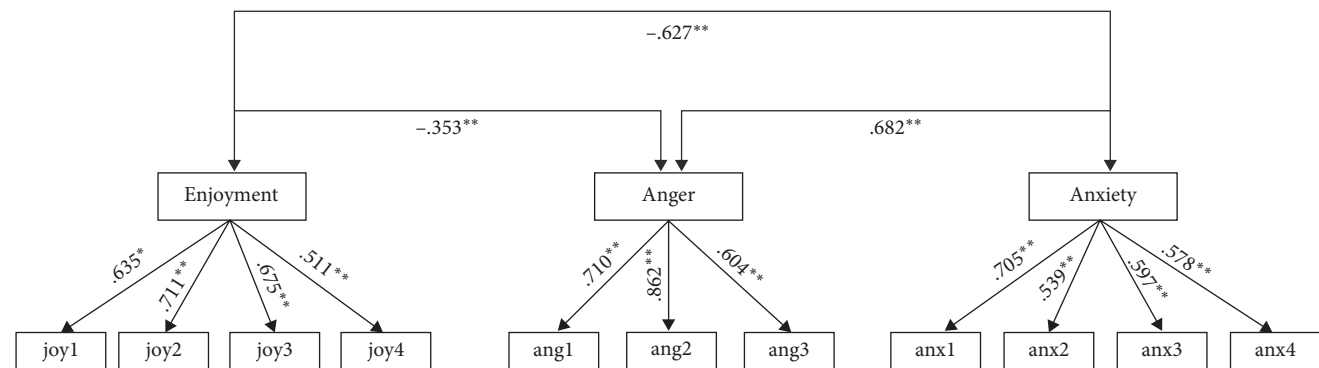 –.627**
–.353**
.682**
Enjoyment
Anger
Anxiety
.635*
.711**
.675**
.511**
.710**
.862**
.604**
.705**
.539**
.597**
.578**
joy1
joy2
joy3
joy4
ang1
ang2
ang3
anx1
anx2
anx3
anx4